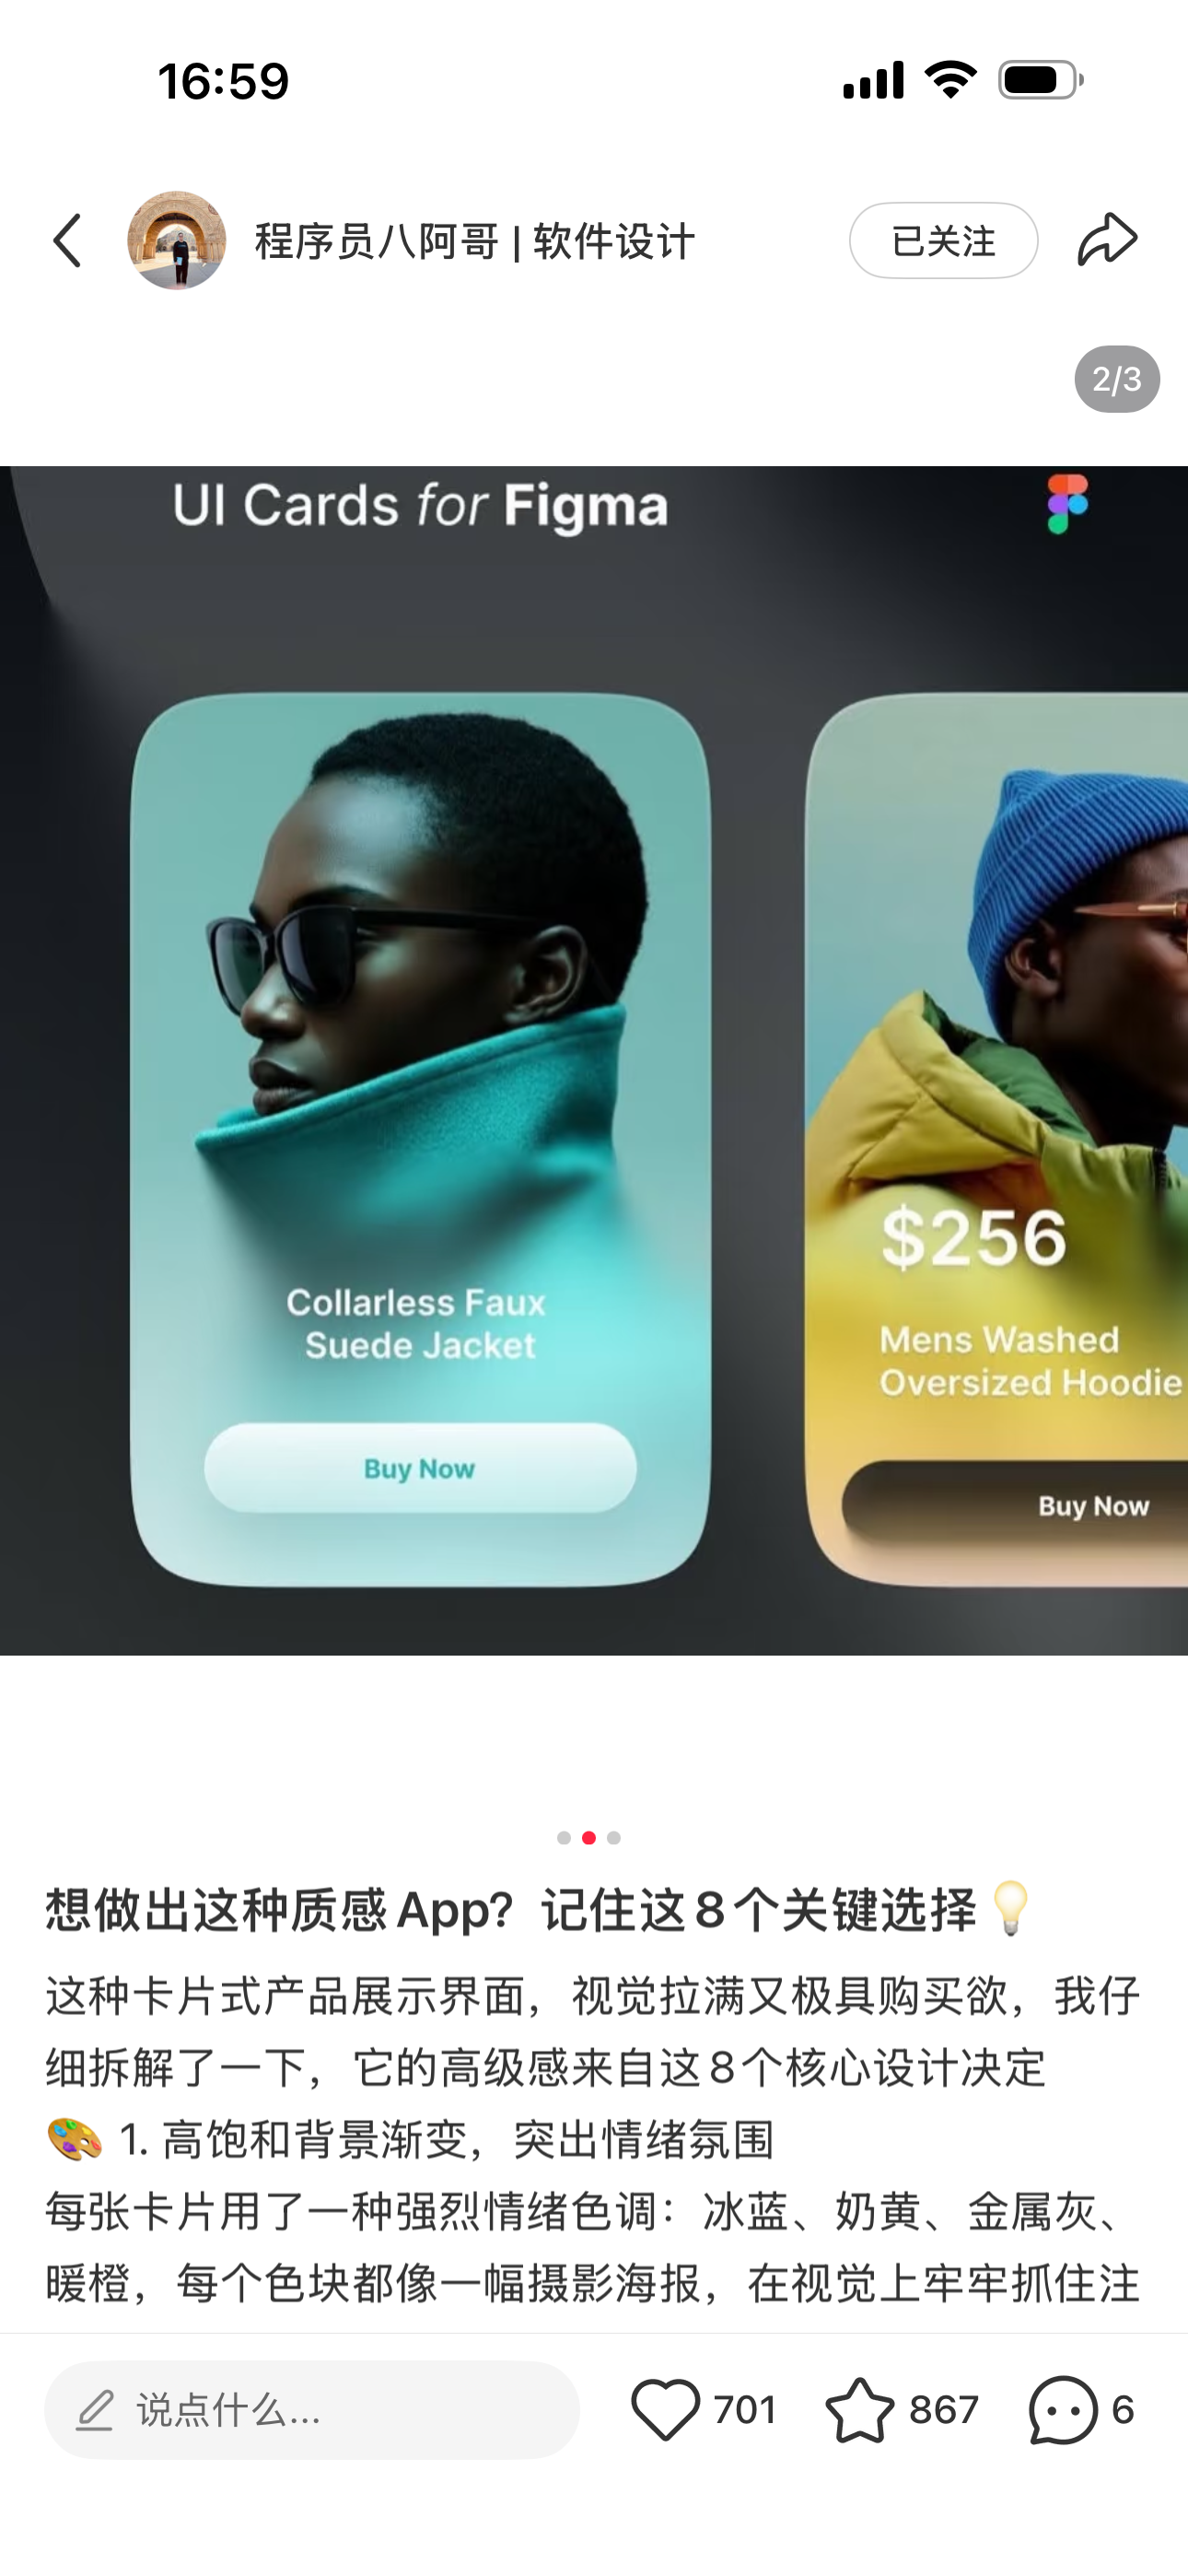 16:59
程序员八阿哥 | 软件设计
已关注
2/3
UI Cards for Figma
Collarless Faux
Suede Jacket
Buy Now
$256
Mens Washed
Oversized Hoodie
Buy Now
想做出这种质感 App？记住这 8 个关键选择💡
这种卡片式产品展示界面，视觉拉满又极具购买欲，我仔
细拆解了一下，它的高级感来自这 8 个核心设计决定
🎨 1. 高饱和背景渐变，突出情绪氛围
每张卡片用了一种强烈情绪色调：冰蓝、奶黄、金属灰、
暖橙，每个色块都像一幅摄影海报，在视觉上牢牢抓住注
说点什么...
701
867
6